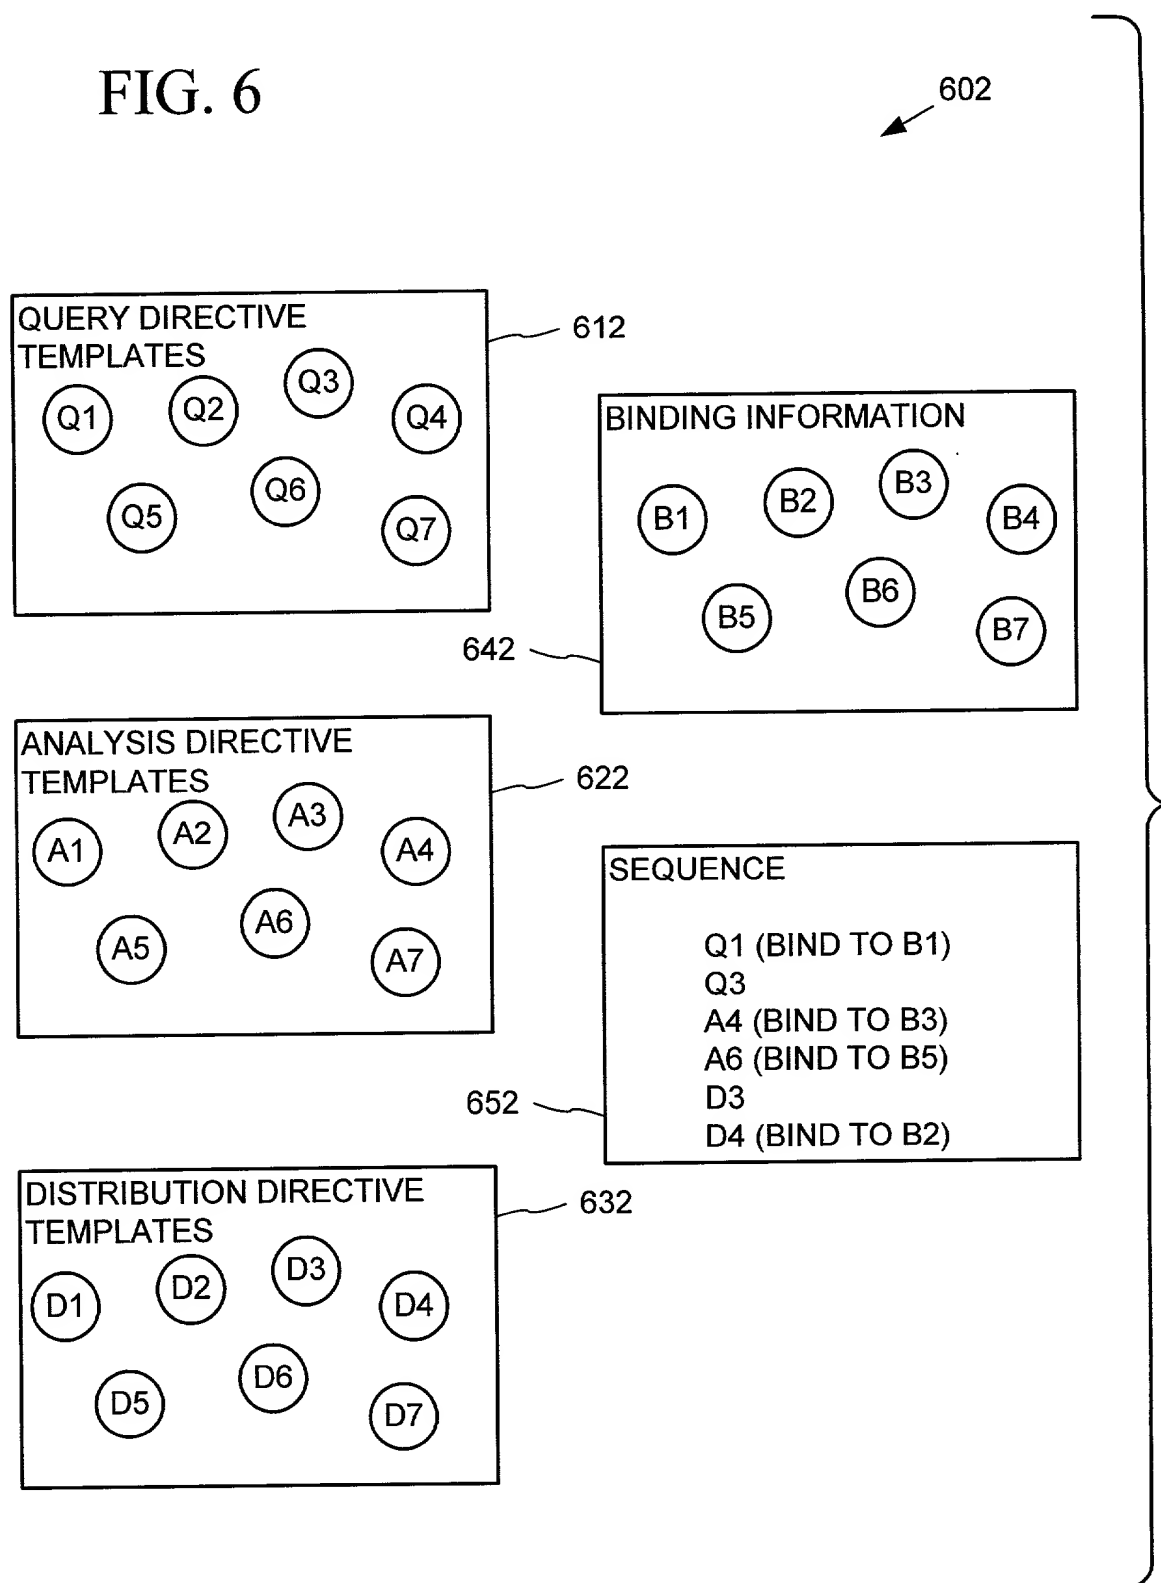 FIG. 6
602
QUERY DIRECTIVE
TEMPLATES
Q1
Q2
Q3
Q4
Q5
Q6
Q7
612
BINDING INFORMATION
B1
B2
B3
B4
B5
B6
B7
642
ANALYSIS DIRECTIVE
TEMPLATES
A1
A2
A3
A4
A5
A6
A7
622
SEQUENCE
Q1 (BIND TO B1)
Q3
A4 (BIND TO B3)
A6 (BIND TO B5)
D3
D4 (BIND TO B2)
652
DISTRIBUTION DIRECTIVE
TEMPLATES
D1
D2
D3
D4
D5
D6
D7
632